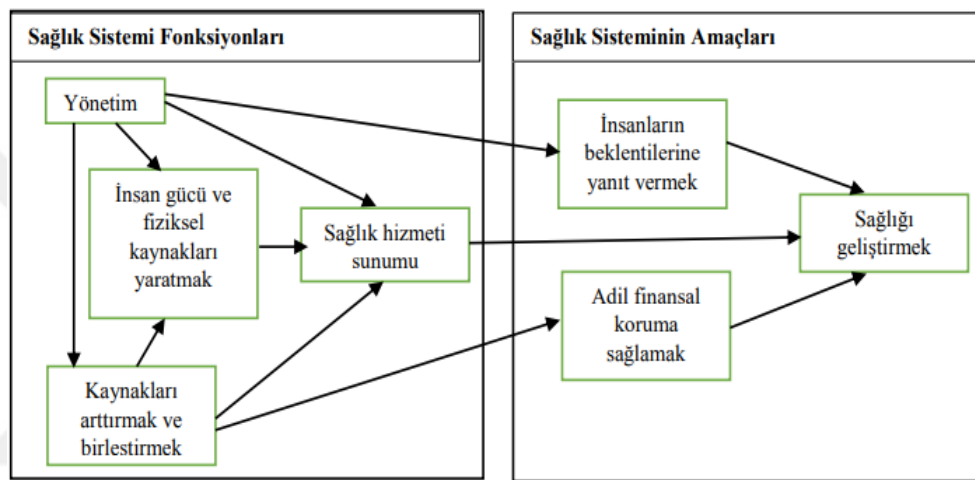 Sağlık Sistemi Fonksiyonları
Yönetim
İnsan gücü ve
fiziksel
kaynakları
yaratmak
Sağlık hizmeti
sunumu
Kaynakları
arttırmak ve
birlestirmek
Sağlık Sisteminin Amaçları
İnsanların
beklentilerine
yanıt vermek
Sağlığı
geliştirmek
Adil finansal
koruma
sağlamak